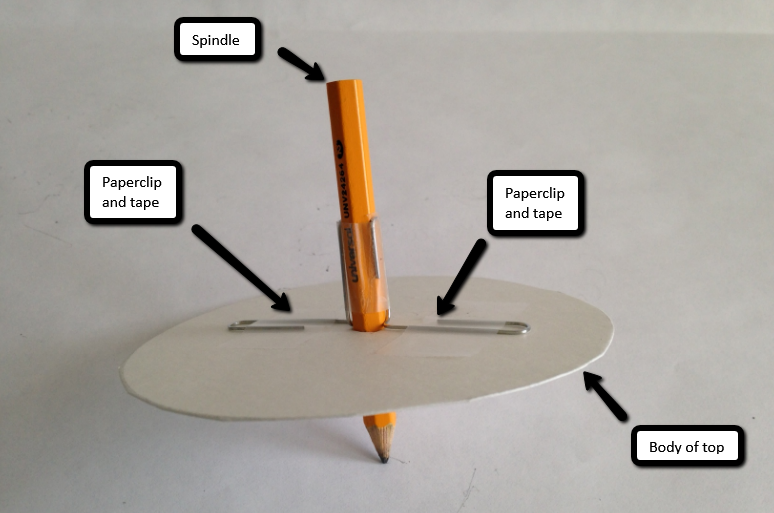 Spindle
Paperclip
and tape
Paperclip
and tape
Body of top